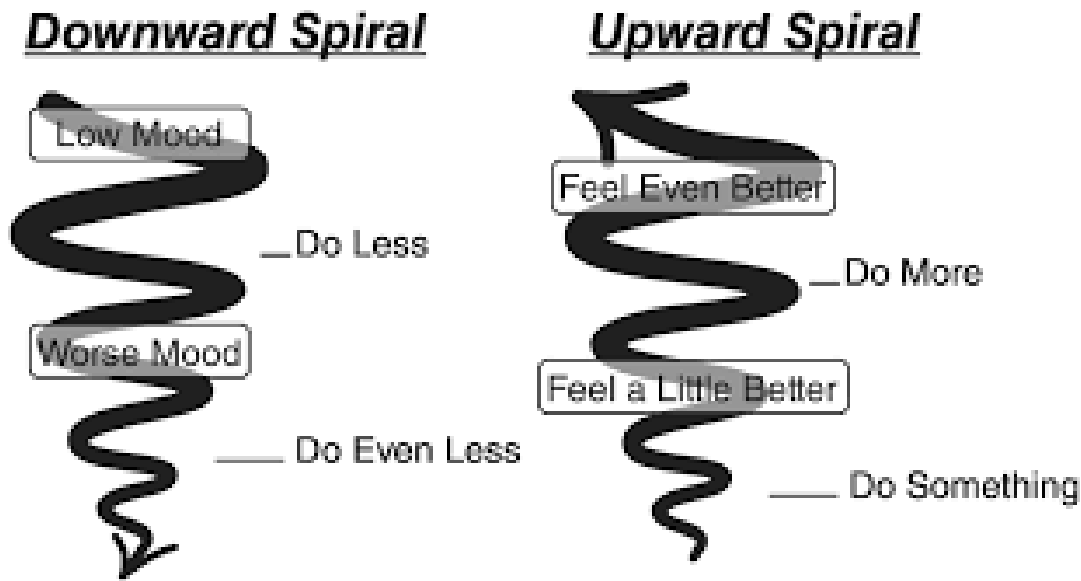 Downward Spiral
Low Mood
Do Less
Worse Mood
Do Even Less
Upward Spiral
Feel Even Better
Do More
Feel a Little Better
Do Something